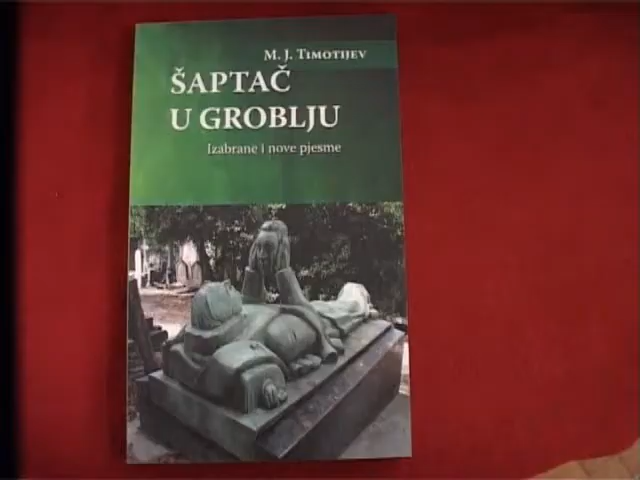 M. J. TIMOTIJEV
ŠAPTAČ
U GROBLJU
Izabrane i nove pjesme